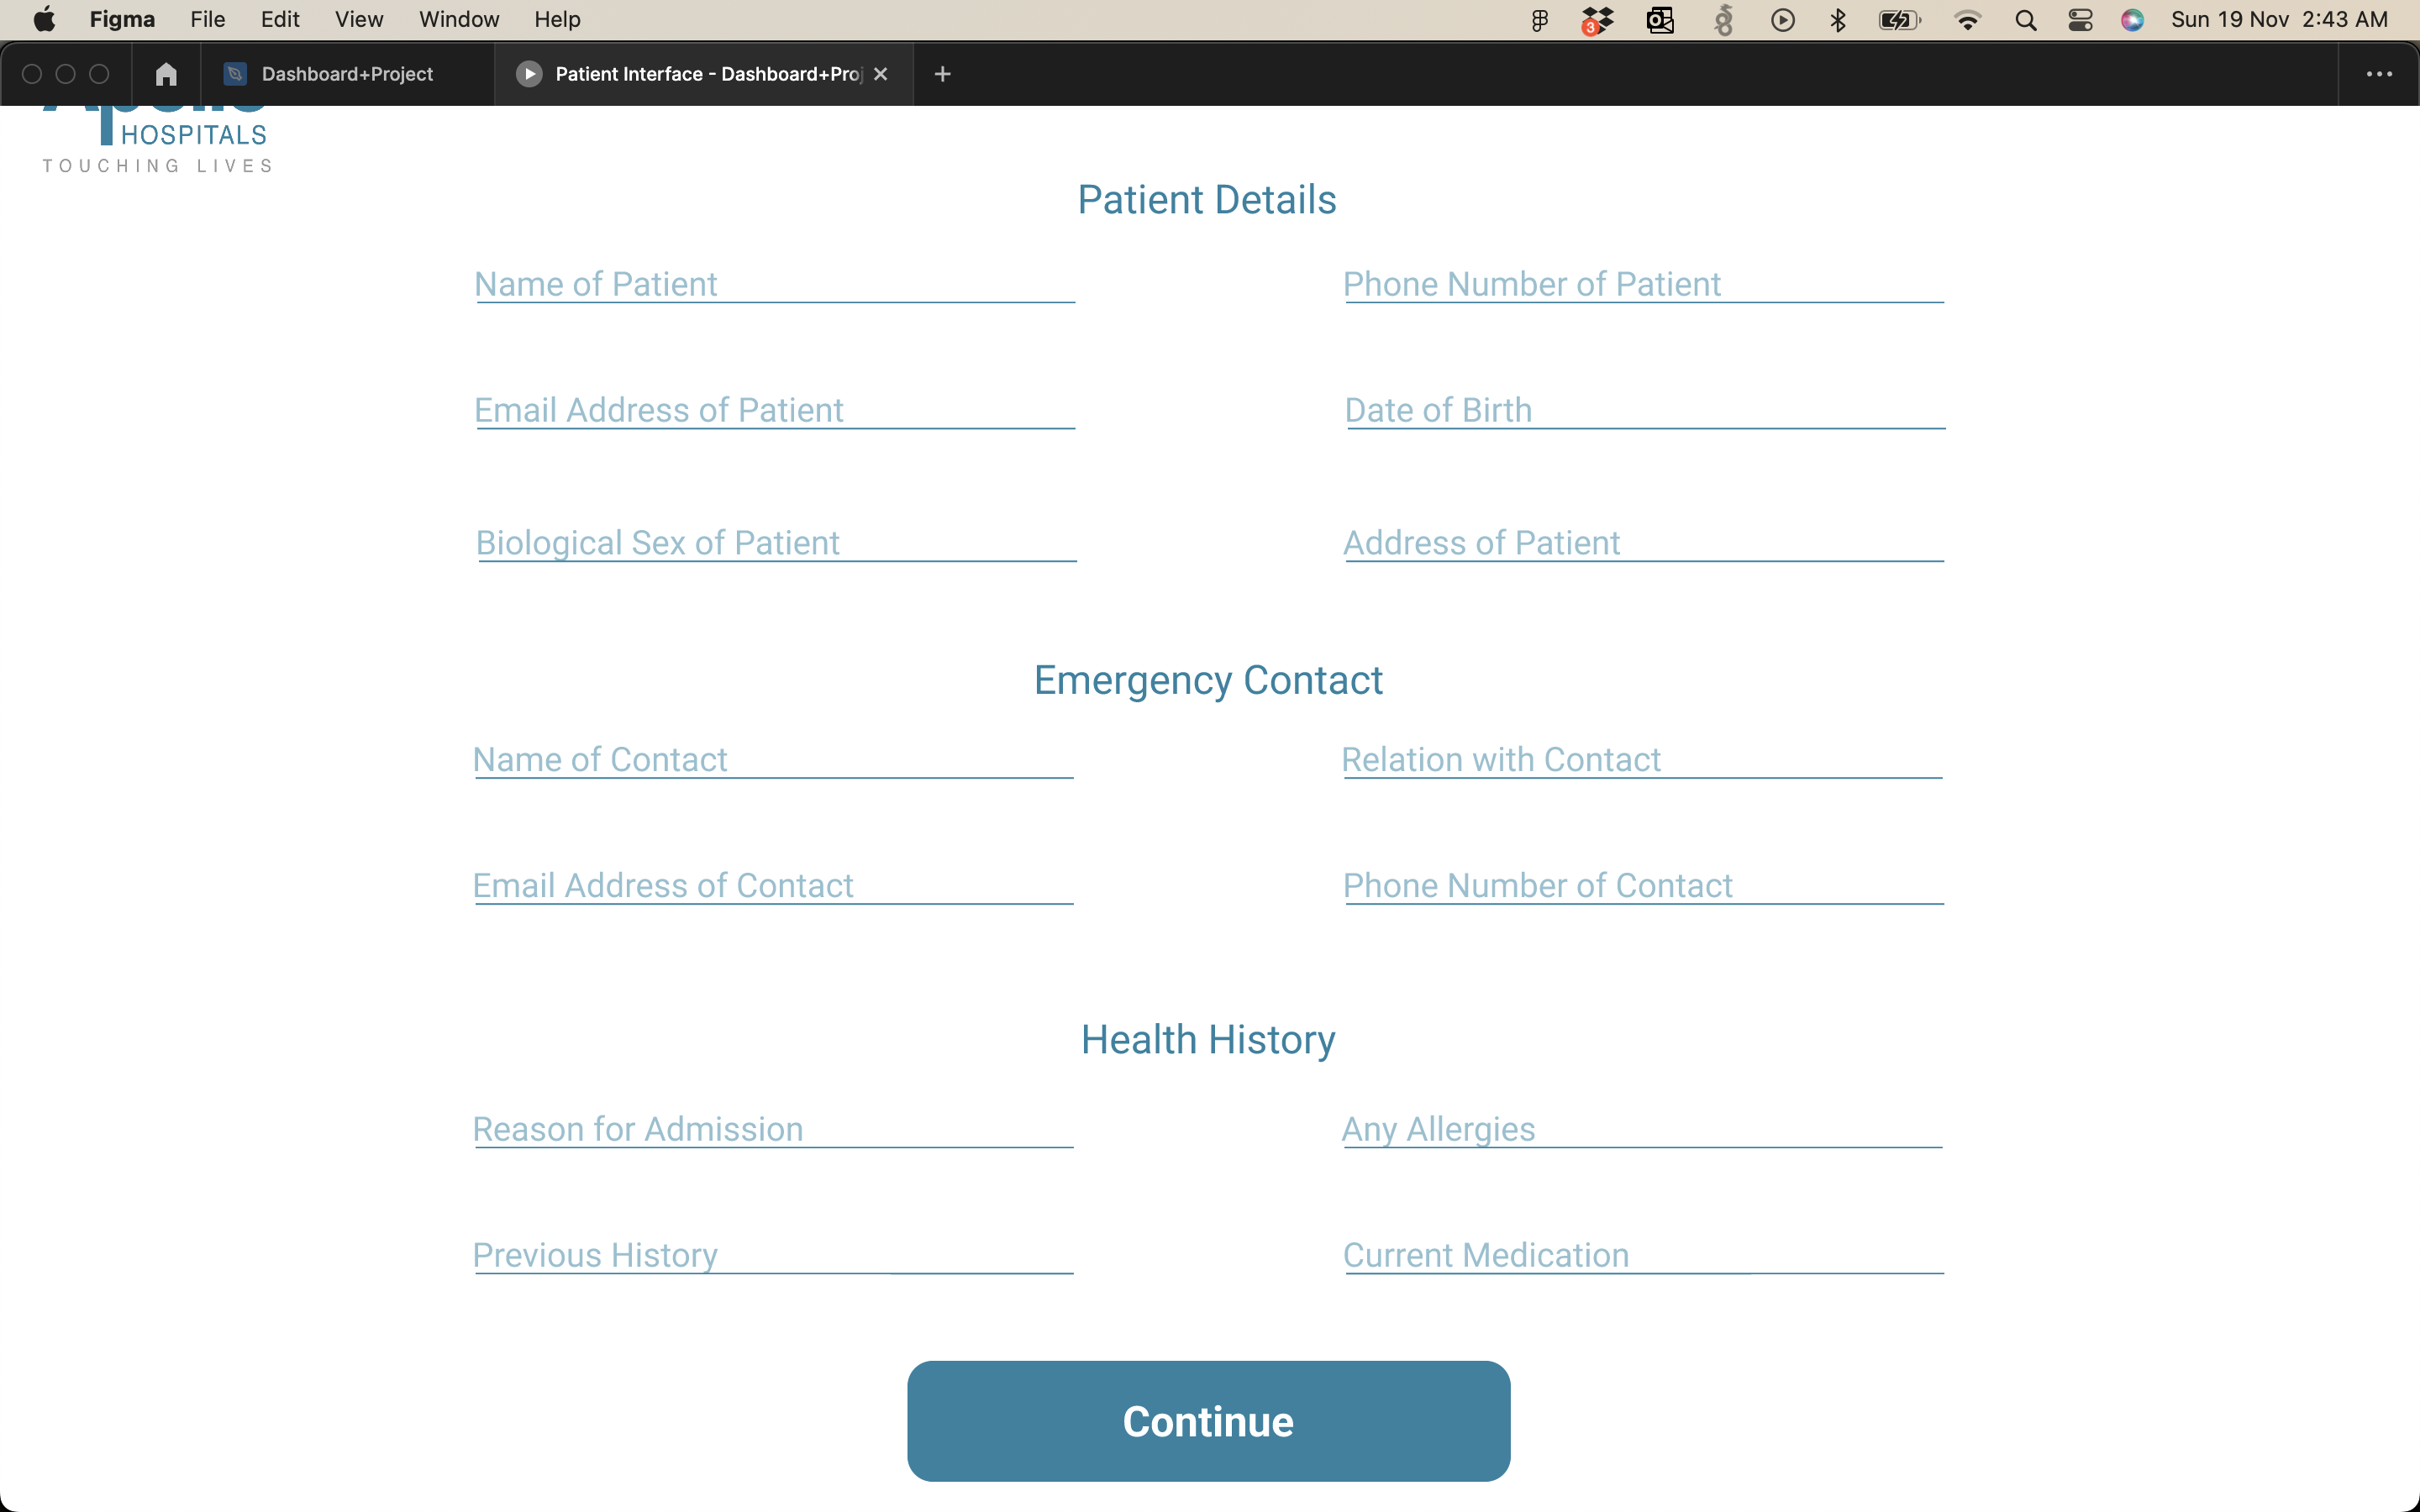 Figma File Edit View Window Help 3 Sun 19 Nov 2:43 AM
Dashboard+Project Patient Interface - Dashboard+Proj
HOSPITALS
TOUCHING LIVES
Patient Details
Name of Patient Phone Number of Patient
Email Address of Patient Date of Birth
Biological Sex of Patient Address of Patient
Emergency Contact
Name of Contact Relation with Contact
Email Address of Contact Phone Number of Contact
Health History
Reason for Admission Any Allergies
Previous History Current Medication
Continue